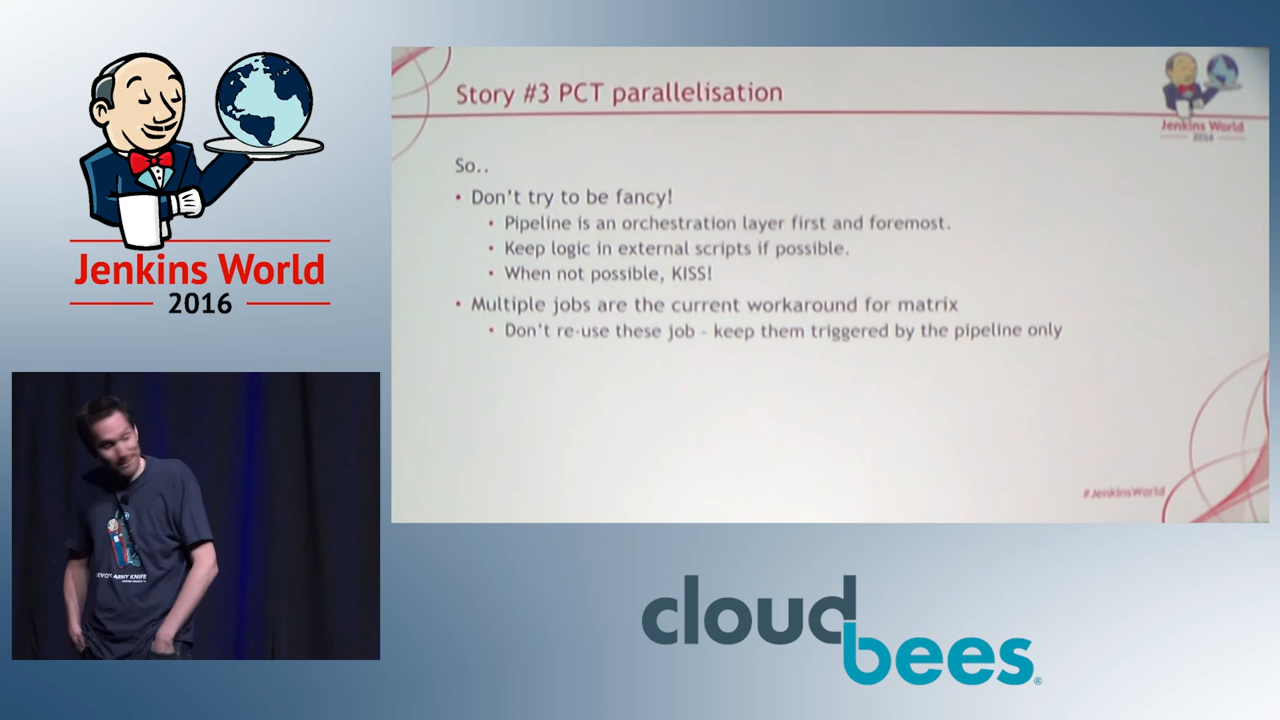 Jenkins World
2016
Story #3 PCT parallelisation
Jenkins World
2016
So..
• Don't try to be fancy!
• Pipeline is an orchestration layer first and foremost.
• Keep logic in external scripts if possible.
• When not possible, KISS!
• Multiple jobs are the current workaround for matrix
• Don't re-use these job - keep them triggered by the pipeline only
#JenkinsWorld
ARMY KNIFE
cloudbees®